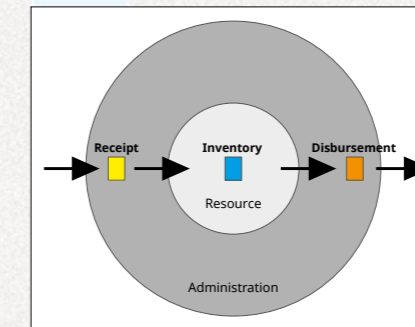 Receipt
Inventory
Disbursement
Resource
Administration